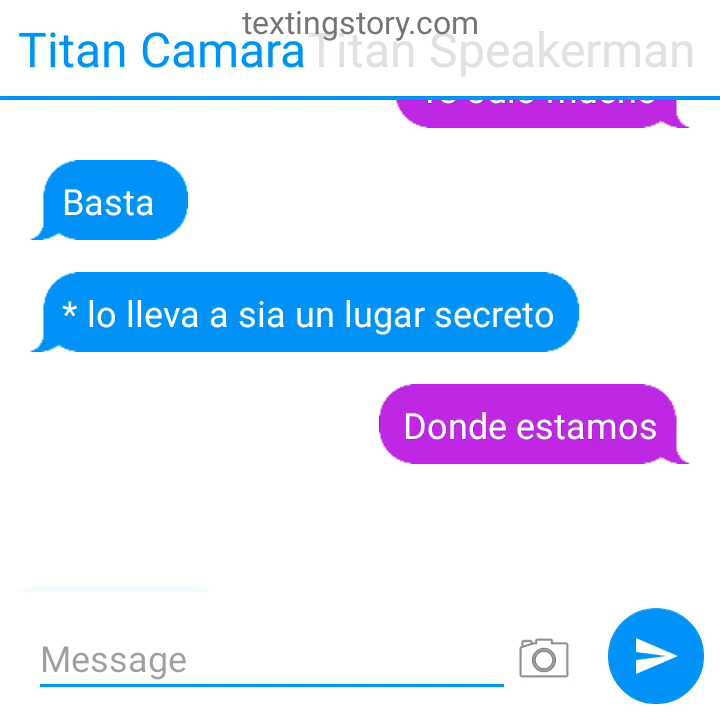 textingstory.com
Titan Camara Titan Speakerman
Basta
* lo lleva a sia un lugar secreto
Donde estamos
Message